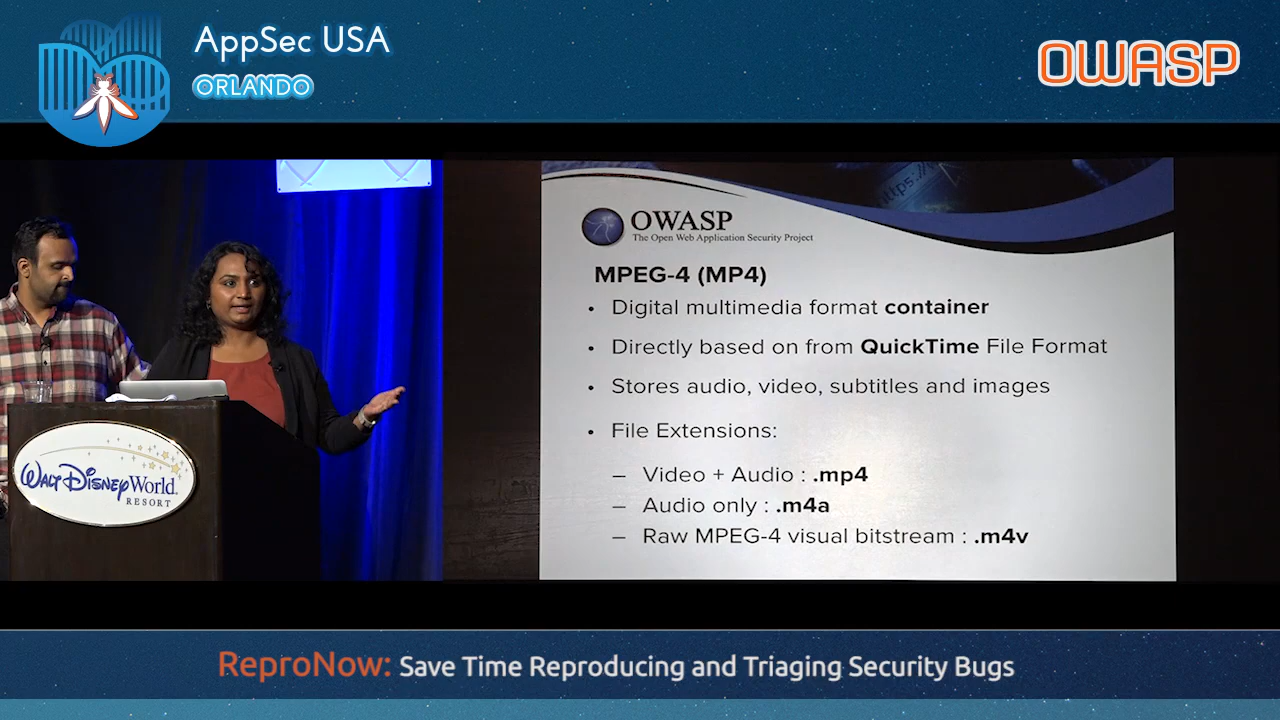 AppSec USA
ORLANDO
OWASP
https://
OWASP
The Open Web Application Security Project
MPEG-4 (MP4)
• Digital multimedia format container
• Directly based on from QuickTime File Format
• Stores audio, video, subtitles and images
• File Extensions:
– Video + Audio : .mp4
– Audio only : .m4a
– Raw MPEG-4 visual bitstream : .m4v
WALT DISNEY World.
RESORT
ReproNow: Save Time Reproducing and Triaging Security Bugs